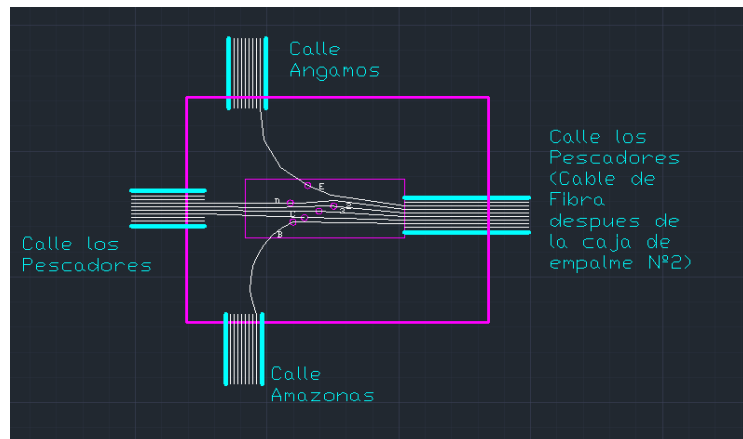 Calle
Angamos
Calle los
Pescadores
(Cable de
Fibra
despues de
la caja de
empalme Nº2)
E
D
B
Calle los
Pescadores
Calle
Amazonas